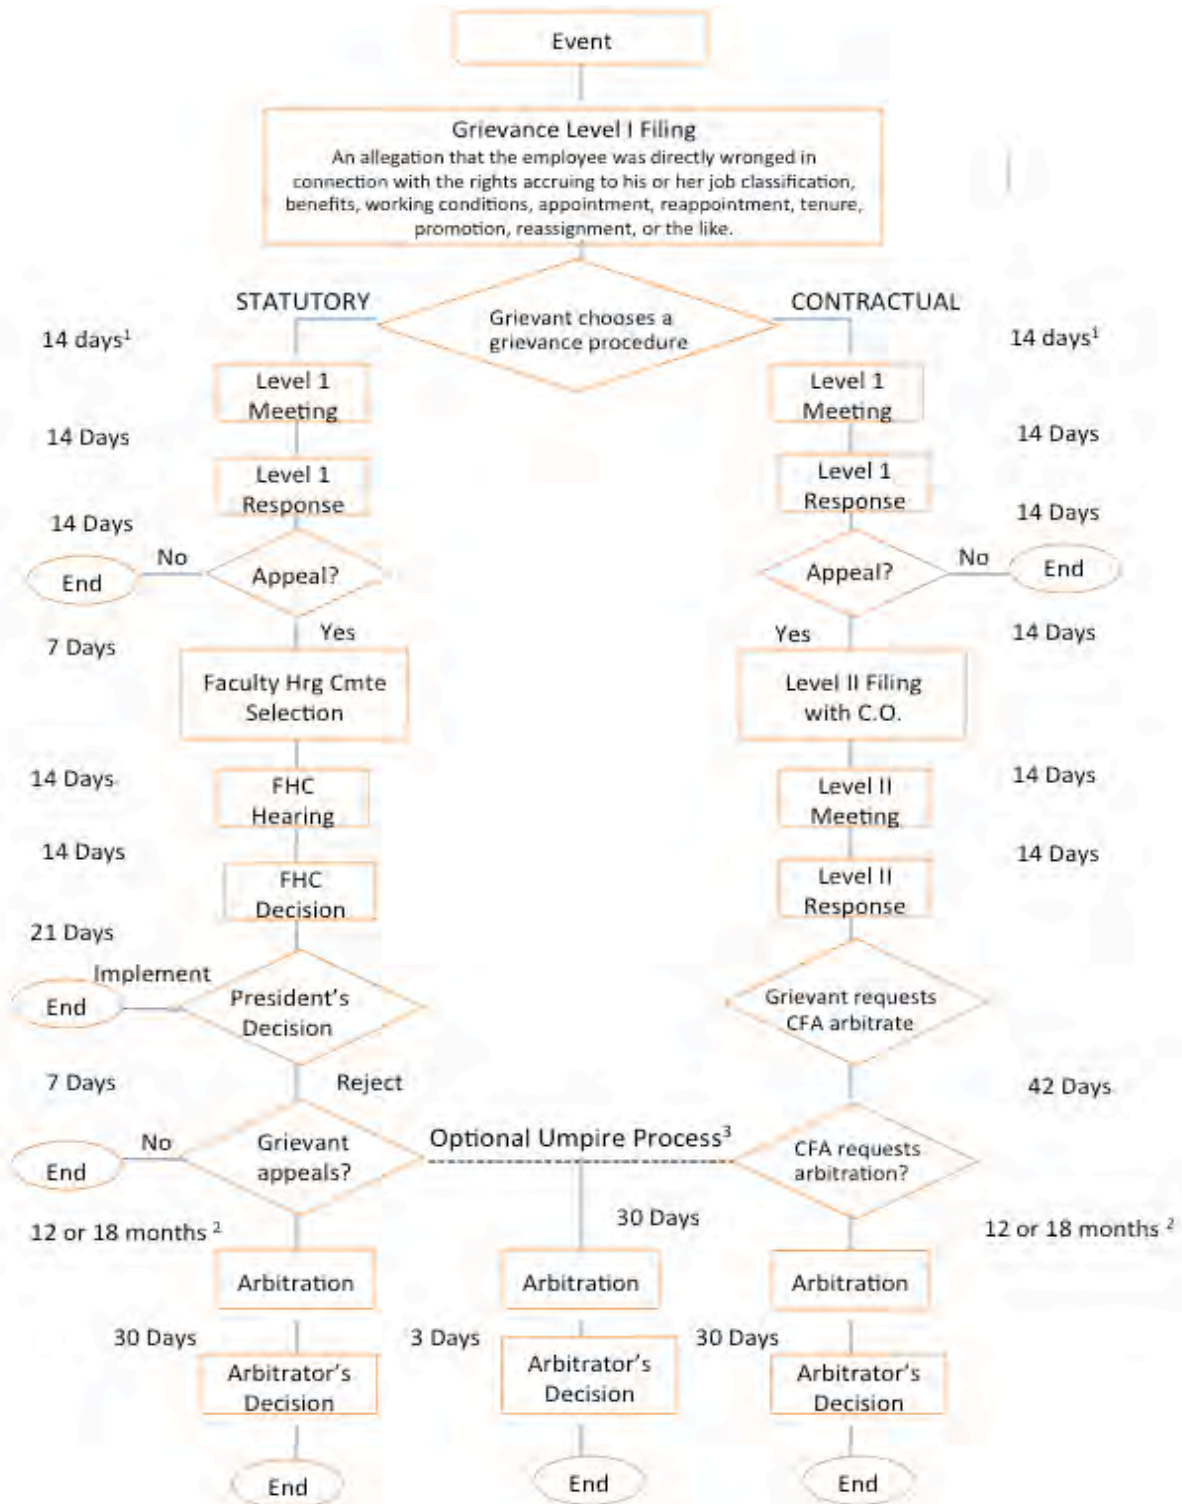 Event
Grievance Level I Filing
An allegation that the employee was directly wronged in
connection with the rights accruing to his or her job classification,
benefits, working conditions, appointment, reappointment, tenure,
promotion, reassignment, or the like.
STATUTORY
CONTRACTUAL
Grievant chooses a
grievance procedure
14 days¹
14 days¹
Level 1
Meeting
Level 1
Meeting
14 Days
14 Days
Level 1
Response
Level 1
Response
14 Days
14 Days
No
Appeal?
End
Appeal?
No
End
Yes
Yes
7 Days
14 Days
Faculty Hrg Cmte
Selection
Level II Filing
with C.O.
14 Days
14 Days
FHC
Hearing
Level II
Meeting
14 Days
14 Days
FHC
Decision
Level II
Response
21 Days
Implement
End
President's
Decision
Grievant requests
CFA arbitrate
7 Days
Reject
42 Days
No
End
Grievant
appeals?
Optional Umpire Process³
CFA requests
arbitration?
12 or 18 months ²
30 Days
12 or 18 months ²
Arbitration
Arbitration
Arbitration
30 Days
3 Days
30 Days
Arbitrator's
Decision
Arbitrator's
Decision
Arbitrator's
Decision
End
End
End